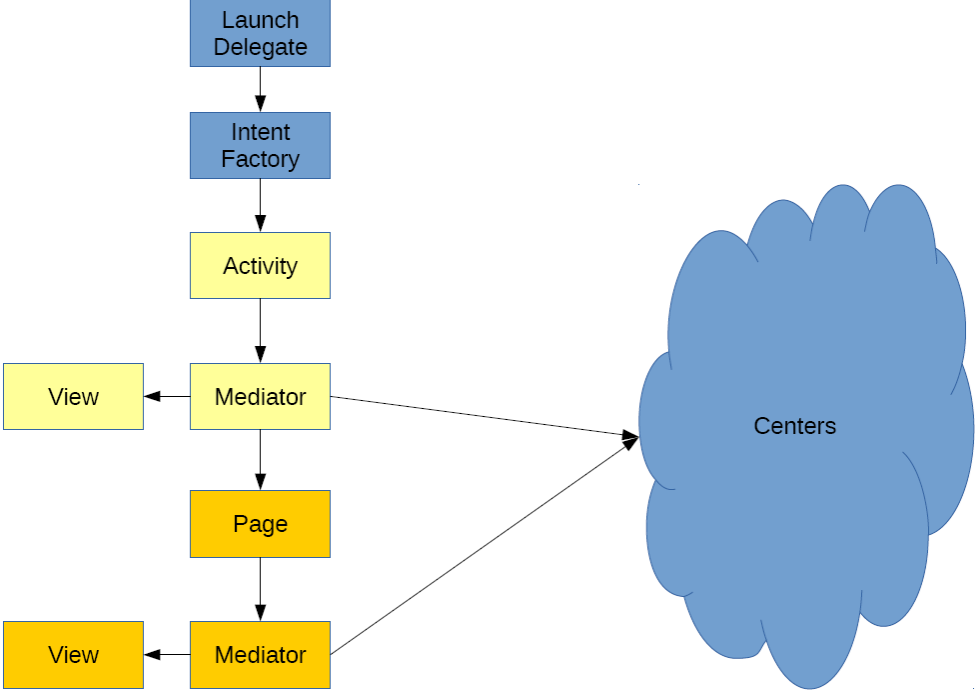 Launch
Delegate
Intent
Factory
Activity
View
Mediator
Centers
Page
View
Mediator